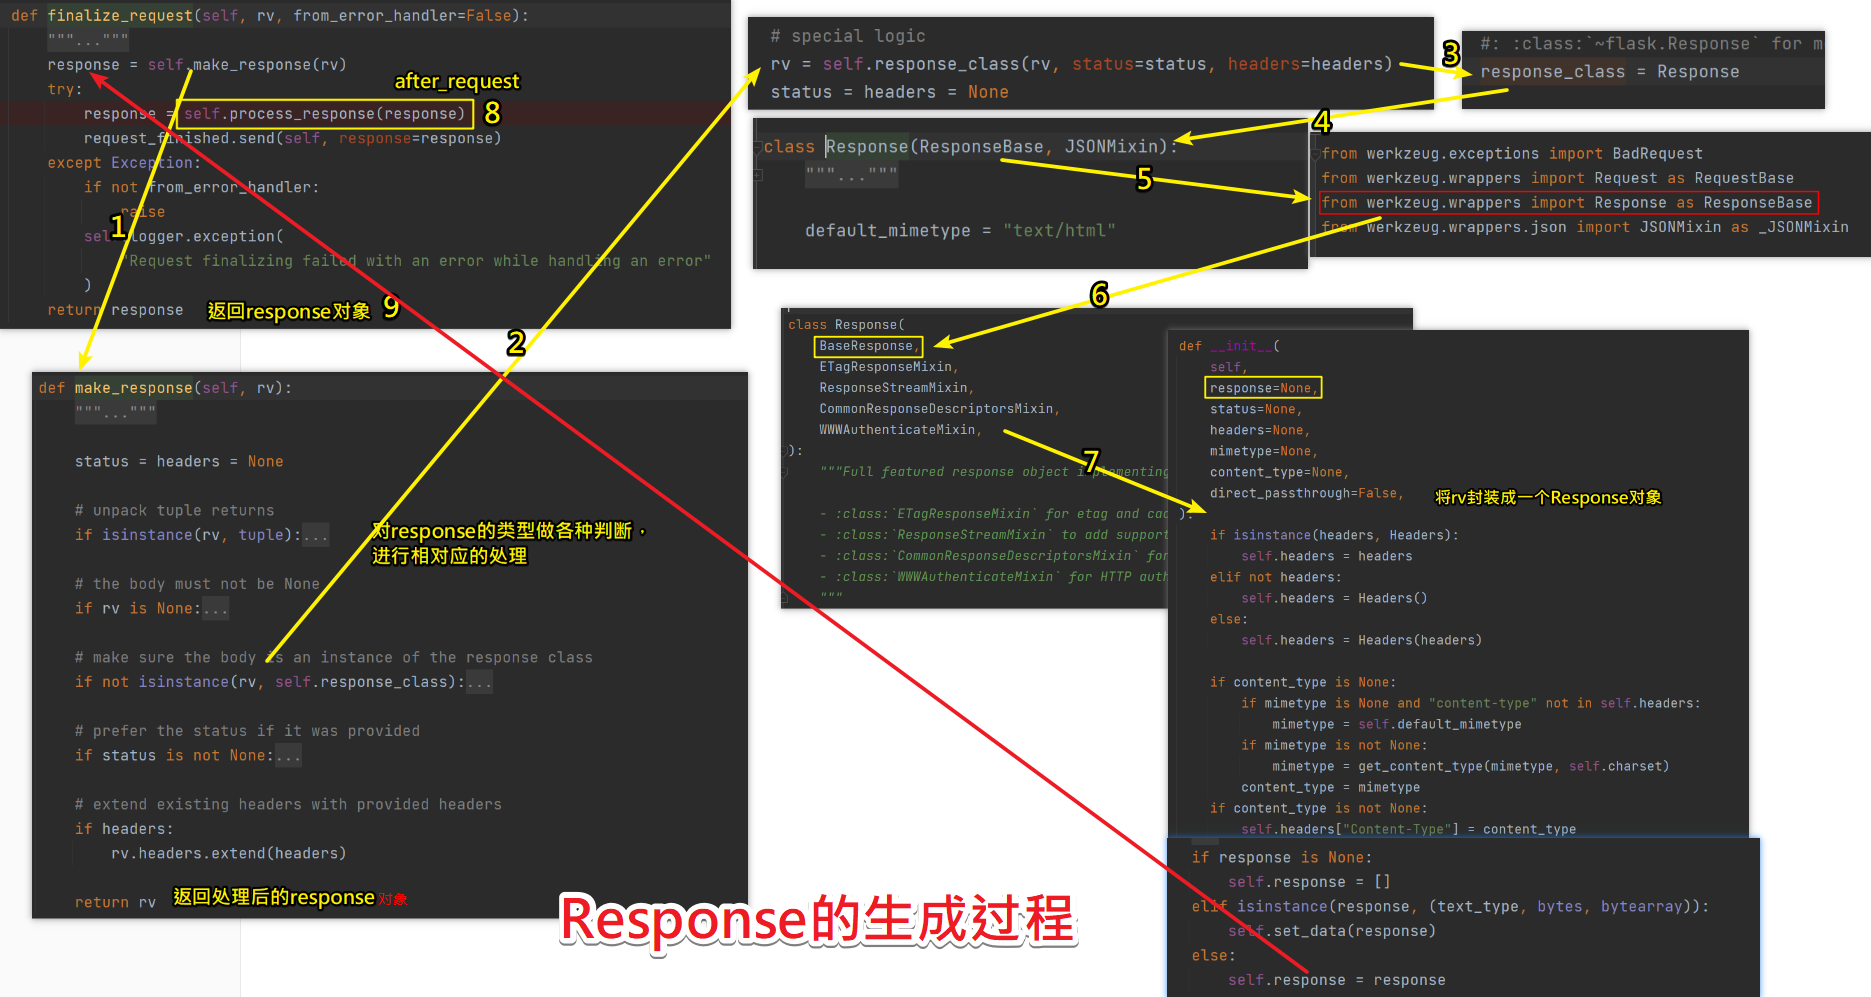 def finalize_request(self, rv, from_error_handler=False):
"""..."""
response = self.make_response(rv)
after_request
try:
response = self.process_response(response)
8
request_finished.send(self, response=response)
except Exception:
if not from_error_handler:
raise
1
self.logger.exception(
"Request finalizing failed with an error while handling an error"
)
return response
返回response对象 9
2
def make_response(self, rv):
"""..."""
status = headers = None
# unpack tuple returns
if isinstance(rv, tuple):...
对response的类型做各种判断，
进行相对应的处理
# the body must not be None
if rv is None:...
# make sure the body is an instance of the response class
if not isinstance(rv, self.response_class):...
# prefer the status if it was provided
if status is not None:...
# extend existing headers with provided headers
if headers:
rv.headers.extend(headers)
return rv
返回处理后的response对象
# special logic
rv = self.response_class(rv, status=status, headers=headers)
status = headers = None
3
#: :class:`~flask.Response` for m
response_class = Response
4
class Response(ResponseBase, JSONMixin):
"""..."""
5
default_mimetype = "text/html"
from werkzeug.exceptions import BadRequest
from werkzeug.wrappers import Request as RequestBase
from werkzeug.wrappers import Response as ResponseBase
from werkzeug.wrappers.json import JSONMixin as _JSONMixin
6
class Response(
BaseResponse,
ETagResponseMixin,
ResponseStreamMixin,
CommonResponseDescriptorsMixin,
WWWAuthenticateMixin,
):
7
"""Full featured response object implementing
- :class:`ETagResponseMixin` for etag and cac
- :class:`ResponseStreamMixin` to add support
- :class:`CommonResponseDescriptorsMixin` for
- :class:`WWWAuthenticateMixin` for HTTP auth
"""
def __init__(
self,
response=None,
status=None,
headers=None,
mimetype=None,
content_type=None,
direct_passthrough=False,
将rv封装成一个Response对象
):
if isinstance(headers, Headers):
self.headers = headers
elif not headers:
self.headers = Headers()
else:
self.headers = Headers(headers)
if content_type is None:
if mimetype is None and "content-type" not in self.headers:
mimetype = self.default_mimetype
if mimetype is not None:
mimetype = get_content_type(mimetype, self.charset)
content_type = mimetype
if content_type is not None:
self.headers["Content-Type"] = content_type
if response is None:
self.response = []
elif isinstance(response, (text_type, bytes, bytearray)):
self.set_data(response)
else:
self.response = response
Response的生成过程